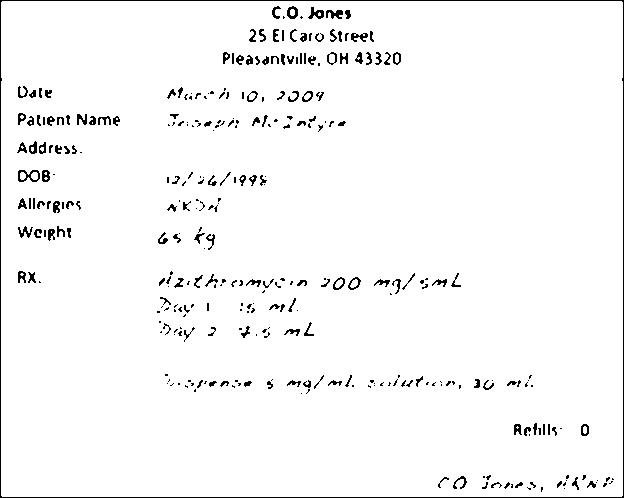 C.O. Jones
25 El Caro Street
Pleasantville, OH 43320
Date March 10, 2009
Patient Name Joseph McIntyre
Address:
DOB: 12/26/1998
Allergies NKDA
Weight 65 kg
RX. Azithromycin 200 mg/5mL
Day 1 15 mL
Day 2 7.5 mL
Dispense 5 mg/mL solution, 30 mL
Refills: 0
CO Jones, ARNP